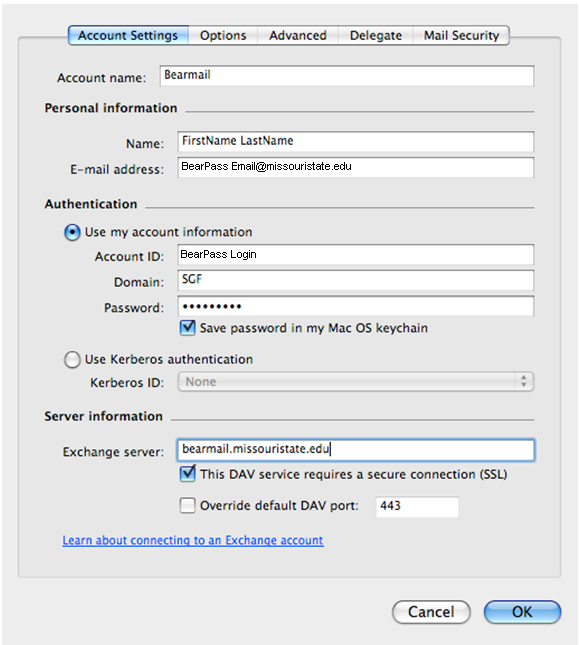 Account Settings Options Advanced Delegate Mail Security
Account name: Bearmail
Personal information
Name: FirstName LastName
E-mail address: BearPass Email@missouristate.edu
Authentication
Use my account information
Account ID: BearPass Login
Domain: SGF
Password: •••••••••
Save password in my Mac OS keychain
Use Kerberos authentication
Kerberos ID: None
Server information
Exchange server: bearmail.missouristate.edu
This DAV service requires a secure connection (SSL)
Override default DAV port: 443
Learn about connecting to an Exchange account
Cancel OK